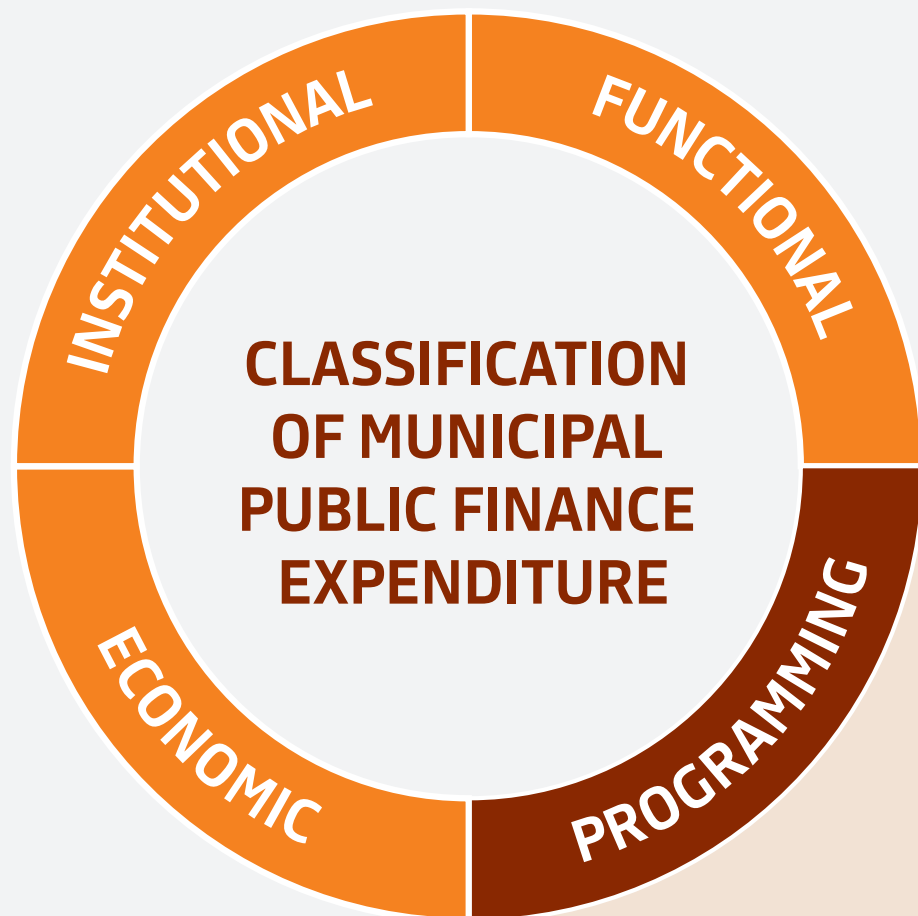 INSTITUTIONAL
FUNCTIONAL
CLASSIFICATION
OF MUNICIPAL
PUBLIC FINANCE
EXPENDITURE
ECONOMIC
PROGRAMMING